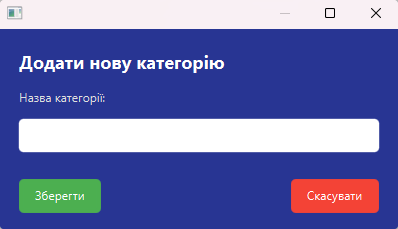 Додати нову категорію
Назва категорії:
Зберегти
Скасувати